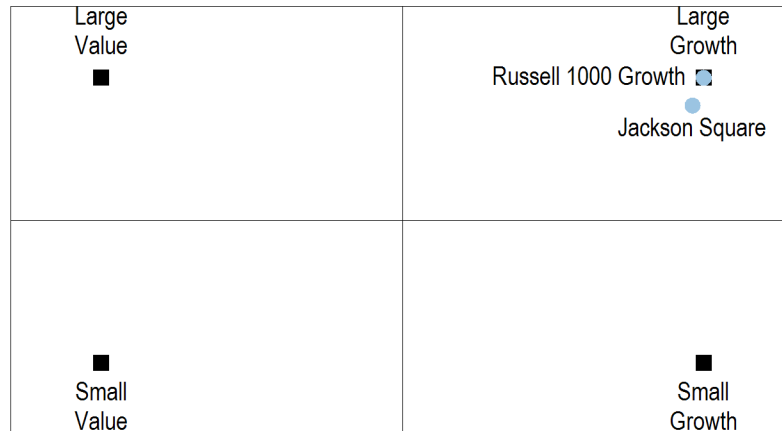 Large
Value
Large
Growth
Russell 1000 Growth
Jackson Square
Small
Value
Small
Growth